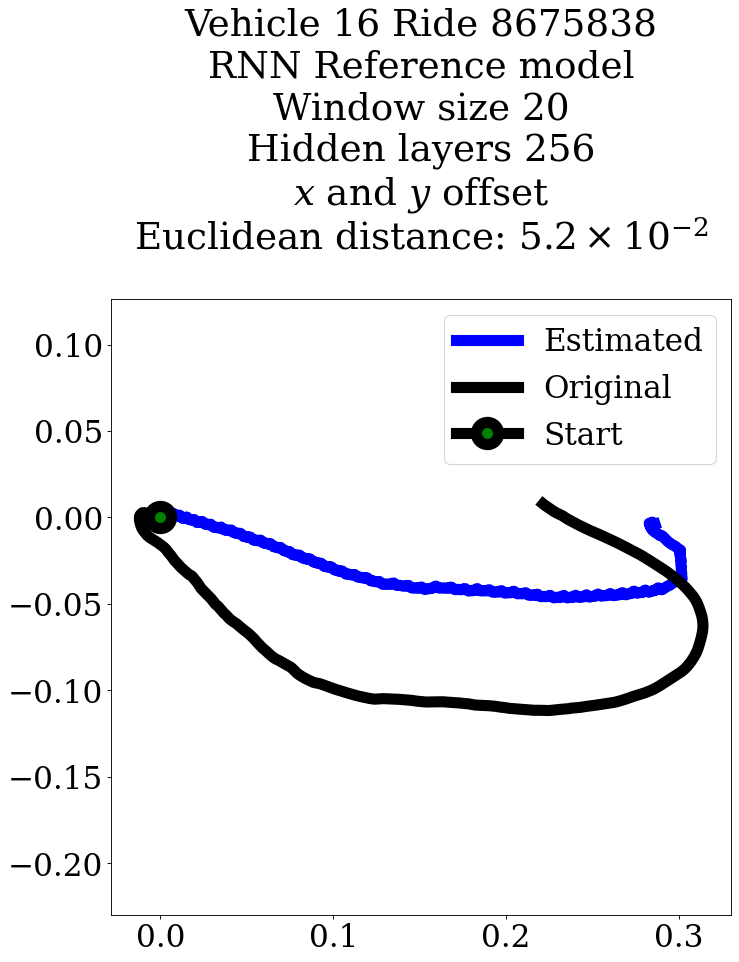 Vehicle 16 Ride 8675838
RNN Reference model
Window size 20
Hidden layers 256
x and y offset
Euclidean distance: 5.2 × 10⁻²
Estimated
Original
Start
0.10
0.05
0.00
−0.05
−0.10
−0.15
−0.20
0.0 0.1 0.2 0.3